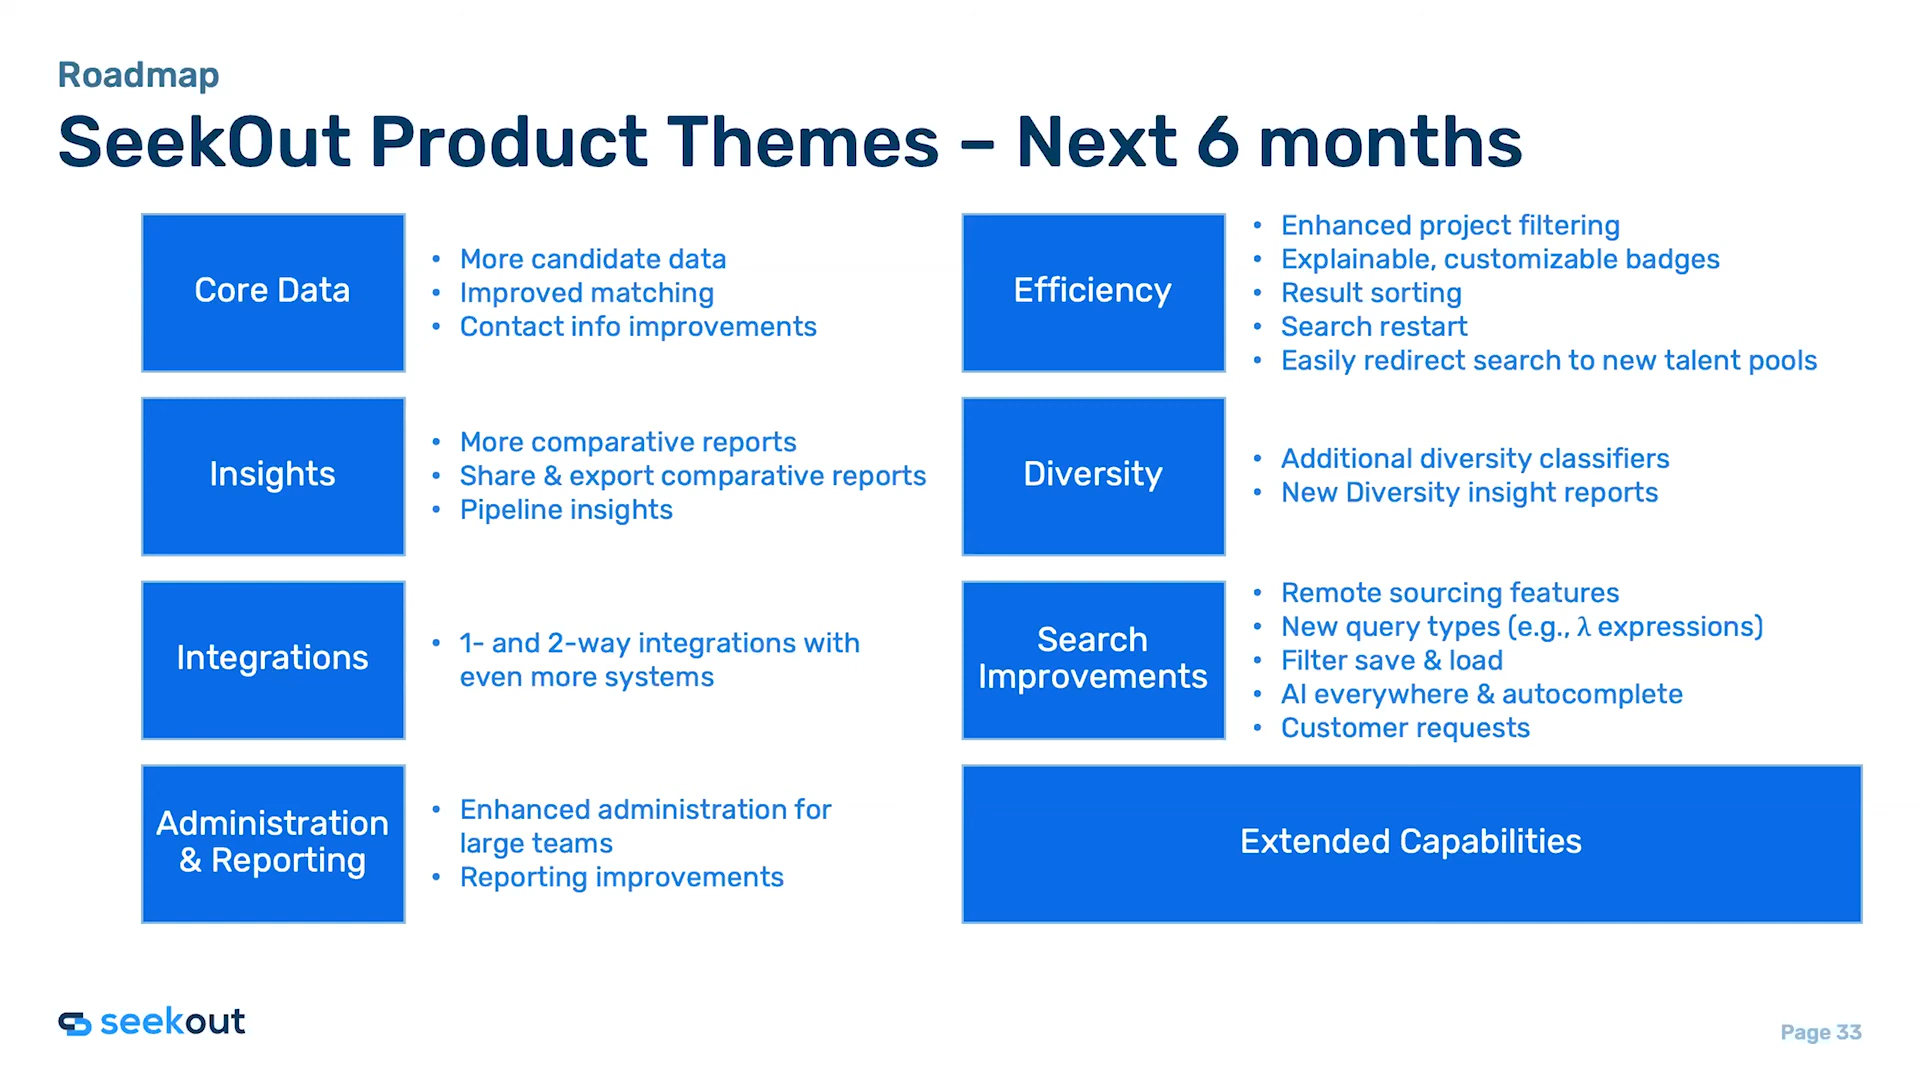 Roadmap
SeekOut Product Themes – Next 6 months
Core Data
• More candidate data
• Improved matching
• Contact info improvements
Insights
• More comparative reports
• Share & export comparative reports
• Pipeline insights
Integrations
• 1- and 2-way integrations with
even more systems
Administration
& Reporting
• Enhanced administration for
large teams
• Reporting improvements
Efficiency
• Enhanced project filtering
• Explainable, customizable badges
• Result sorting
• Search restart
• Easily redirect search to new talent pools
Diversity
• Additional diversity classifiers
• New Diversity insight reports
Search
Improvements
• Remote sourcing features
• New query types (e.g., λ expressions)
• Filter save & load
• AI everywhere & autocomplete
• Customer requests
Extended Capabilities
seekout
Page 33